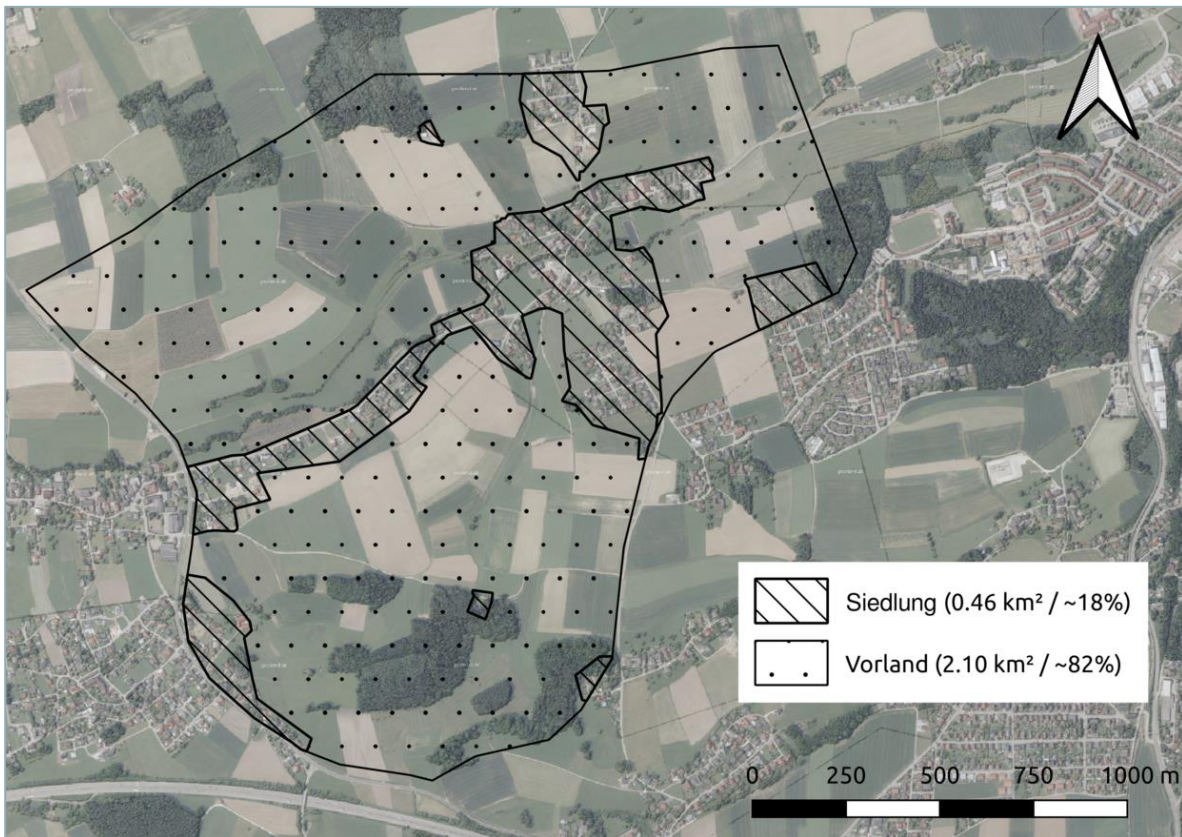 Siedlung (0.46 km² / ~18%)
Vorland (2.10 km² / ~82%)
0 250 500 750 1000 m